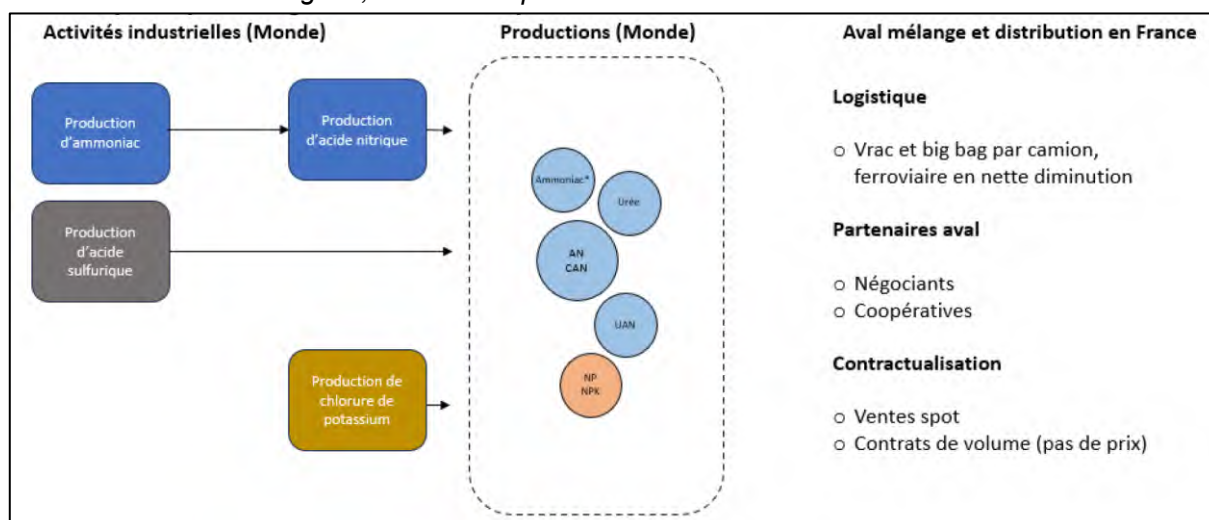 Activités industrielles (Monde)
Productions (Monde)
Aval mélange et distribution en France
Production
d'ammoniac
Production
d'acide nitrique
Production
d'acide
sulfurique
Production de
chlorure de
potassium
Ammoniac*
Urée
AN
CAN
UAN
NP
NPK
Logistique
o Vrac et big bag par camion,
ferroviaire en nette diminution
Partenaires aval
o Négociants
o Coopératives
Contractualisation
o Ventes spot
o Contrats de volume (pas de prix)